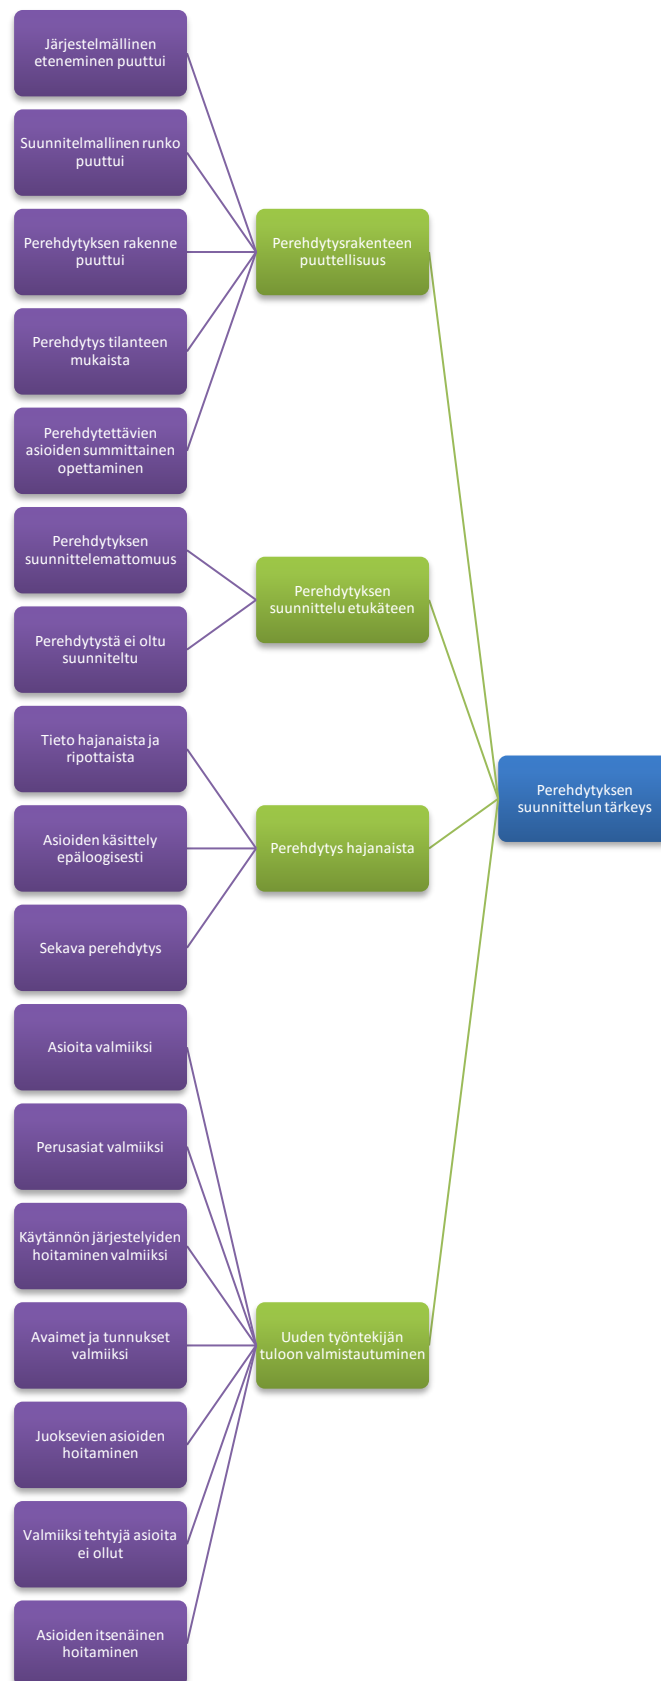 Järjestelmällinen
eteneminen puuttui
Suunnitelmallinen runko
puuttui
Perehdytyksen rakenne
puuttui
Perehdytys tilanteen
mukaista
Perehdytettävien
asioiden summittainen
opettaminen
Perehdytysrakenteen
puuttellisuus
Perehdytyksen
suunnittelemattomuus
Perehdytystä ei oltu
suunniteltu
Perehdytyksen
suunnittelu etukäteen
Tieto hajanaista ja
ripottaista
Asioiden käsittely
epäloogisesti
Sekava perehdytys
Perehdytys hajanaista
Asioita valmiiksi
Perusasiat valmiiksi
Käytännön järjestelyiden
hoitaminen valmiiksi
Avaimet ja tunnukset
valmiiksi
Juoksevien asioiden
hoitaminen
Valmiiksi tehtyjä asioita
ei ollut
Asioiden itsenäinen
hoitaminen
Uuden työntekijän
tuloon valmistautuminen
Perehdytyksen
suunnittelun tärkeys